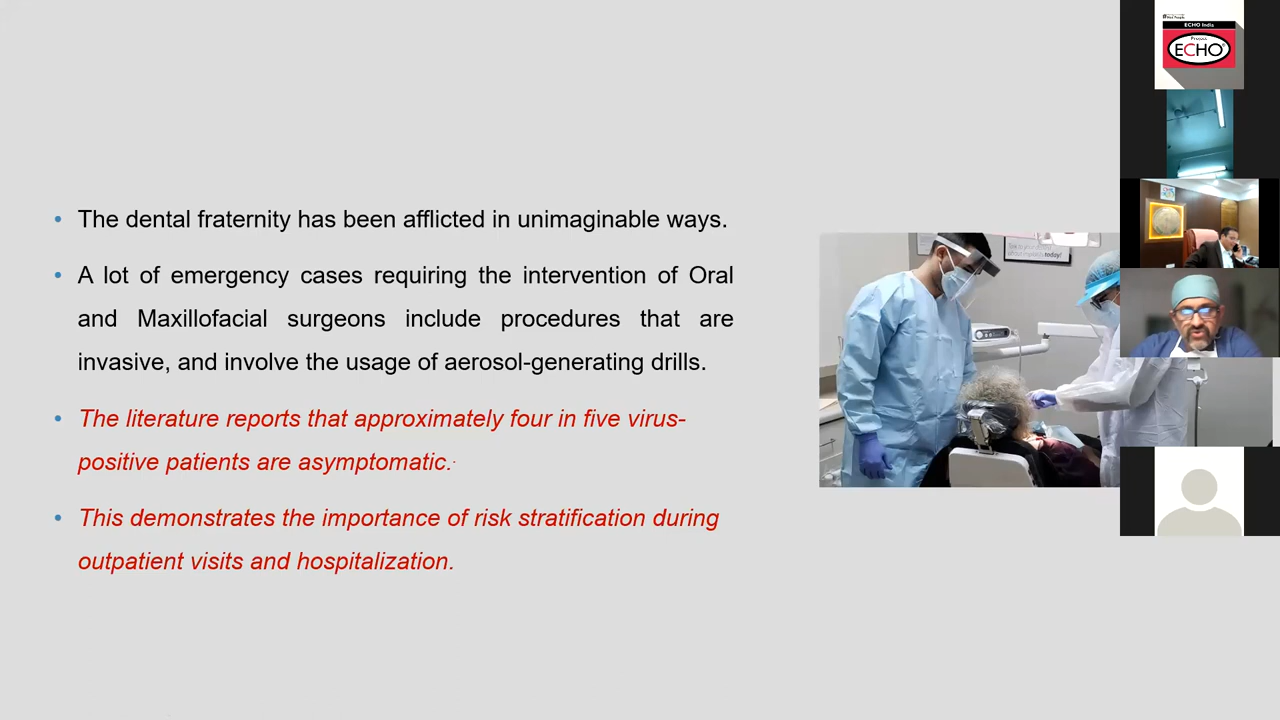 The dental fraternity has been afflicted in unimaginable ways.
A lot of emergency cases requiring the intervention of Oral
and Maxillofacial surgeons include procedures that are
invasive, and involve the usage of aerosol-generating drills.
The literature reports that approximately four in five virus-
positive patients are asymptomatic.
This demonstrates the importance of risk stratification during
outpatient visits and hospitalization.
ECHO India
Project
ECHO